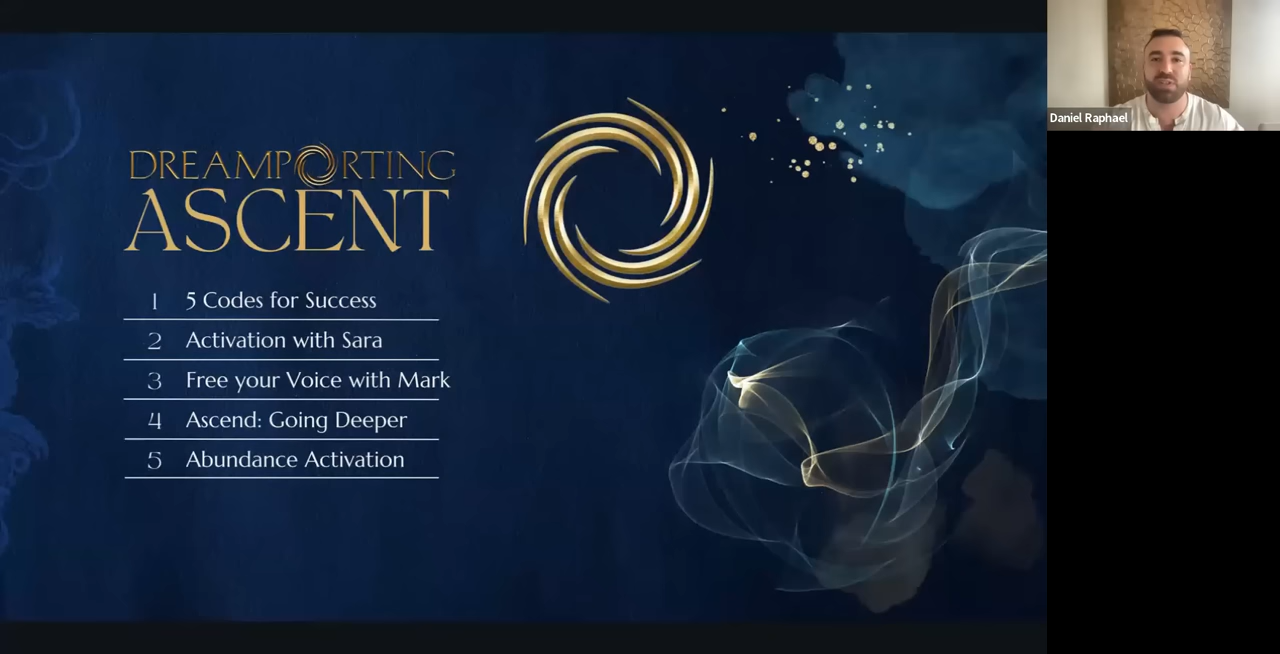 DREAMPORTING
ASCENT
1 5 Codes for Success
2 Activation with Sara
3 Free your Voice with Mark
4 Ascend: Going Deeper
5 Abundance Activation
Daniel Raphael